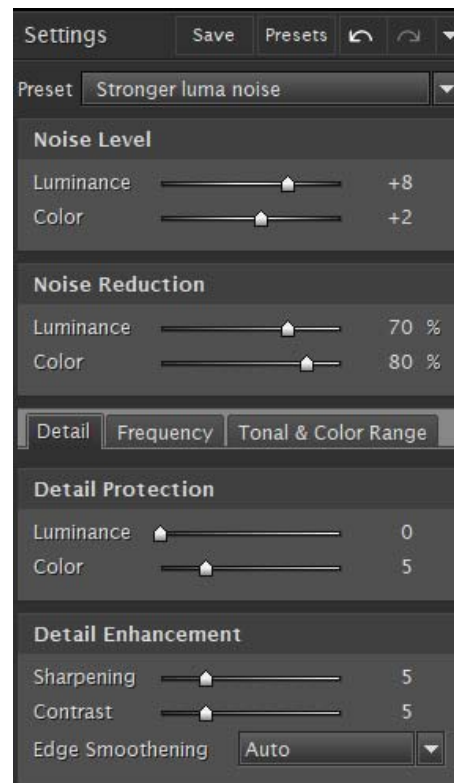 Settings Save Presets
Preset Stronger luma noise
Noise Level
Luminance +8
Color +2
Noise Reduction
Luminance 70 %
Color 80 %
Detail Frequency Tonal & Color Range
Detail Protection
Luminance 0
Color 5
Detail Enhancement
Sharpening 5
Contrast 5
Edge Smoothening Auto